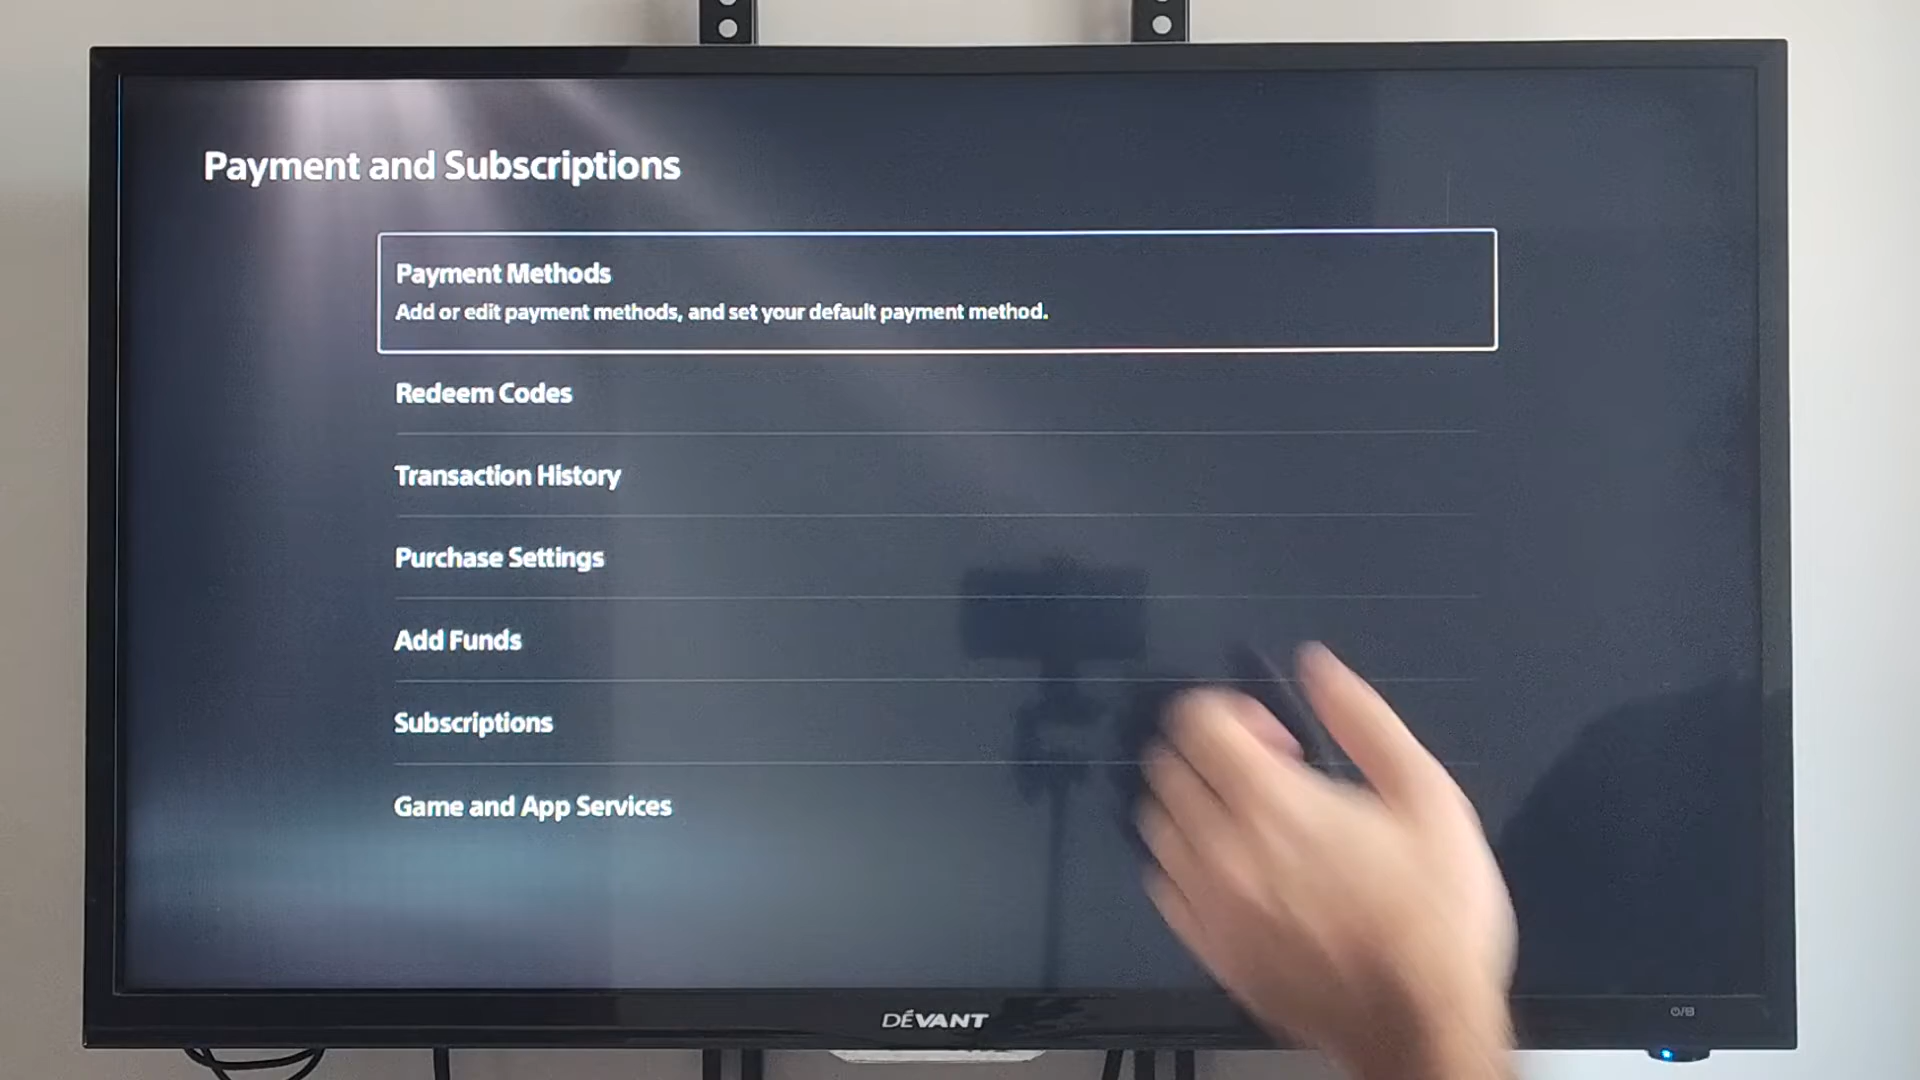 Payment and Subscriptions
Payment Methods
Add or edit payment methods, and set your default payment method.
Redeem Codes
Transaction History
Purchase Settings
Add Funds
Subscriptions
Game and App Services
DÉVANT